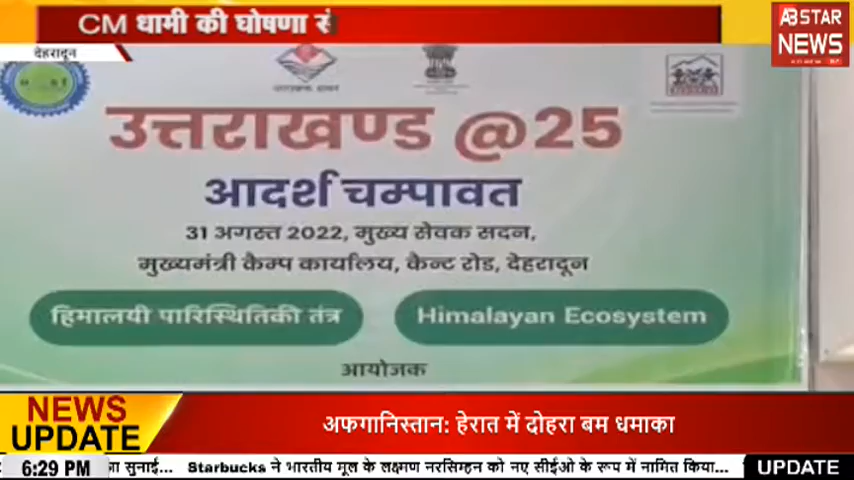 CM धामी की घोषणा सं
AB STAR
NEWS
देहरादून
उत्तराखण्ड @25
आदर्श चम्पावत
31 अगस्त 2022, मुख्य सेवक सदन,
मुख्यमंत्री कैम्प कार्यालिय, कैन्ट रोड, देहरादून
हिमालयी पारिस्थितिकी तंत्र
Himalayan Ecosystem
आयोजक
NEWS
UPDATE
अफगानिस्तान: हेरात में दोहरा बम धमाका
6:29 PM
सुनाई... Starbucks ने भारतीय मूल के लक्ष्मण नरसिम्हन को नए सीईओ के रूप में नामित किया...
UPDATE